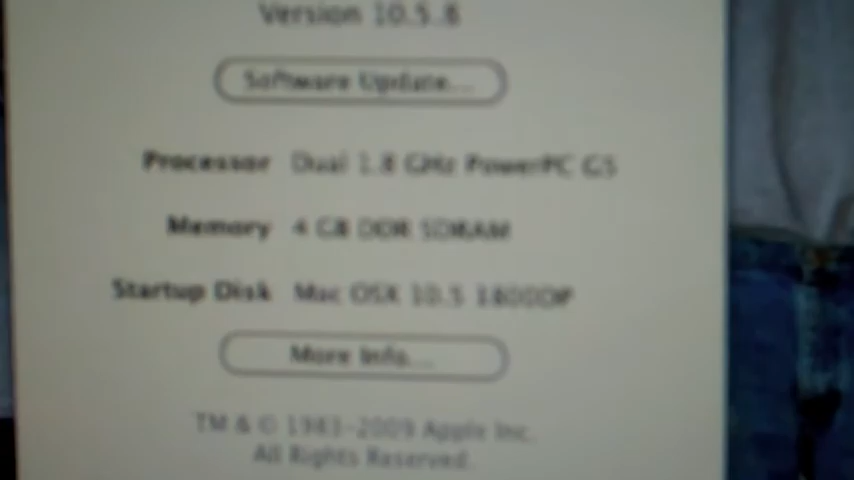 Version 10.5.8
Software Update...
Processor Dual 1.8 GHz PowerPC G5
Memory 4 GB DDR SDRAM
Startup Disk Mac OSX 10.5 1800DP
More Info...
TM & © 1983-2009 Apple Inc.
All Rights Reserved.